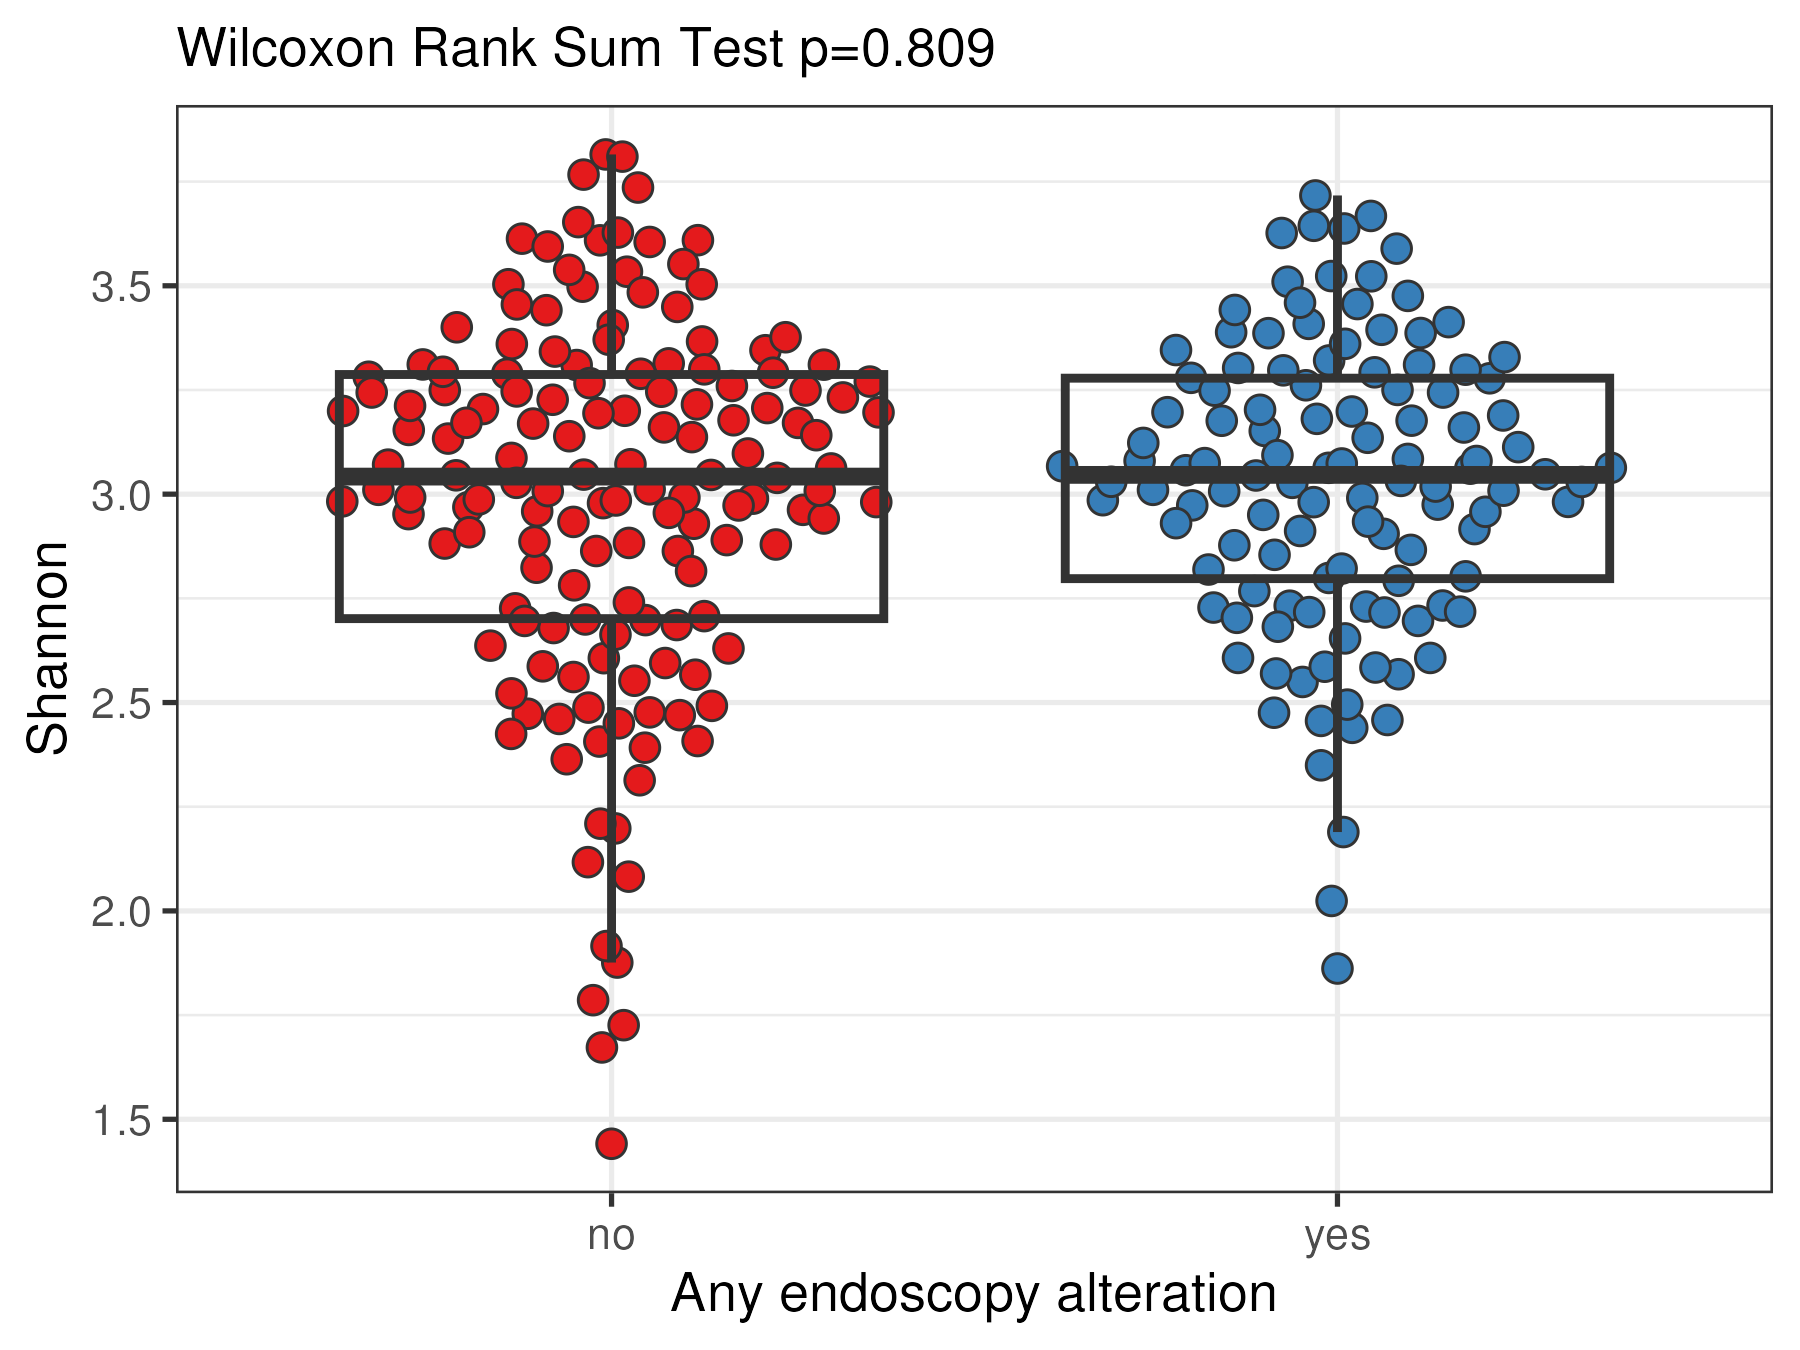 Wilcoxon Rank Sum Test p=0.809
Shannon
3.5
3.0
2.5
2.0
1.5
no
yes
Any endoscopy alteration